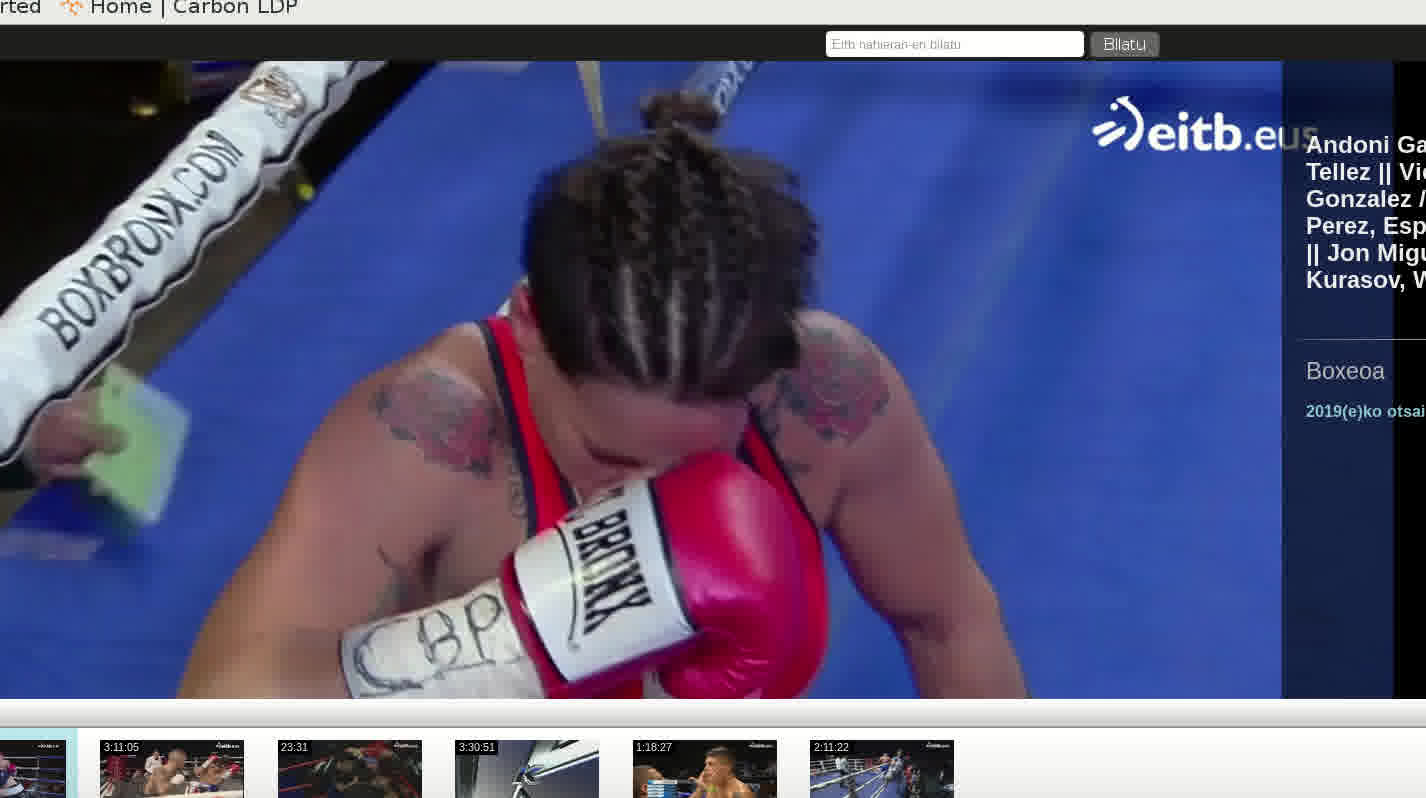 rted Home | Carbon LDP
Eitb nahieran-en bilatu
Bilatu
BOXBRONX.COM
eitb.eus
Andoni Ga
Tellez || Vic
Gonzalez /
Perez, Esp
|| Jon Migu
Kurasov, W
Boxeoa
2019(e)ko otsai
BRONX
CBP
3:11:05
23:31
3:30:51
1:18:27
2:11:22